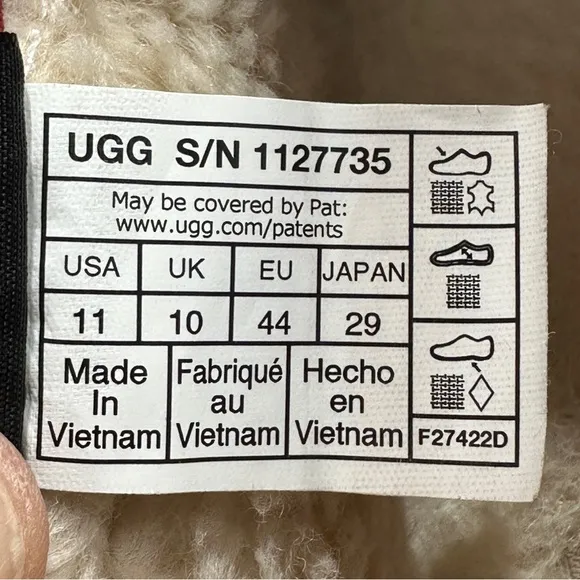 UGG S/N 1127735
May be covered by Pat:
www.ugg.com/patents
USA UK EU JAPAN
11 10 44 29
Made
In
Vietnam
Fabriqué
au
Vietnam
Hecho
en
Vietnam
F27422D